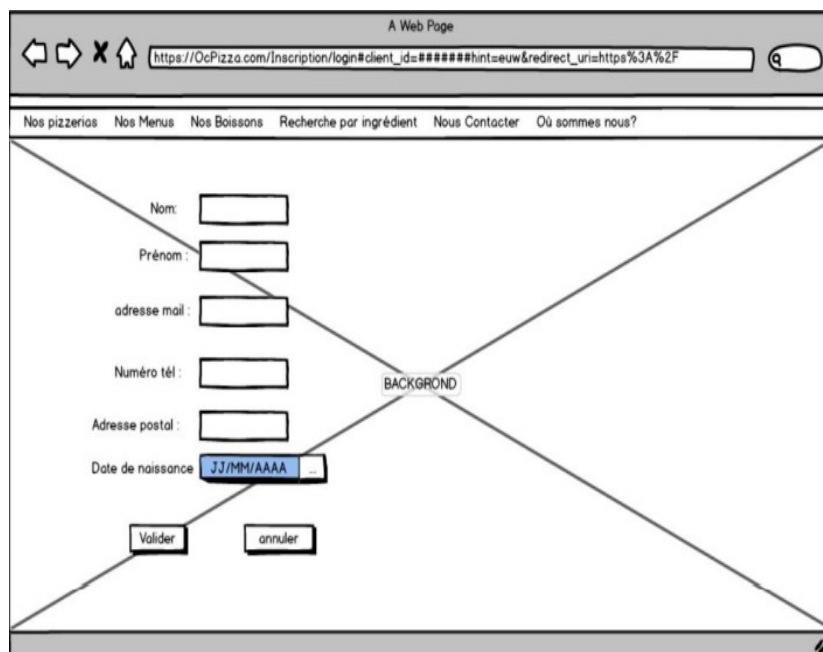 A Web Page
https://OcPizza.com/Inscription/login#client_id=#######hint=euw&redirect_uri=https%3A%2F
Nos pizzerias Nos Menus Nos Boissons Recherche par ingrédient Nous Contacter Où sommes nous?
Nom:
Prénom :
adresse mail :
Numéro tél :
BACKGROND
Adresse postal :
Date de naissance JJ/MM/AAAA ...
Valider annuler